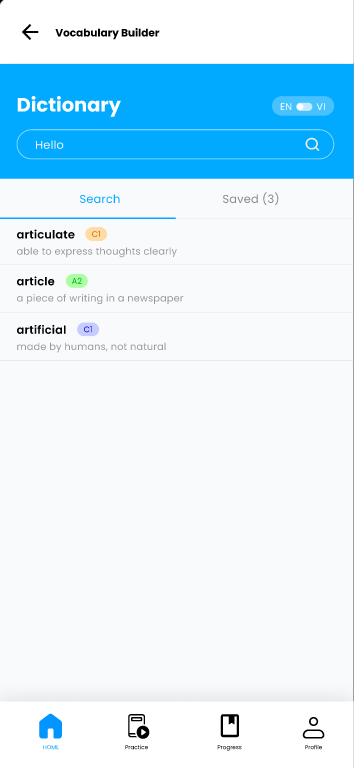 Vocabulary Builder
Dictionary
EN VI
Hello
Search Saved (3)
articulate C1
able to express thoughts clearly
article A2
a piece of writing in a newspaper
artificial C1
made by humans, not natural
HOME Practice Progress Profile